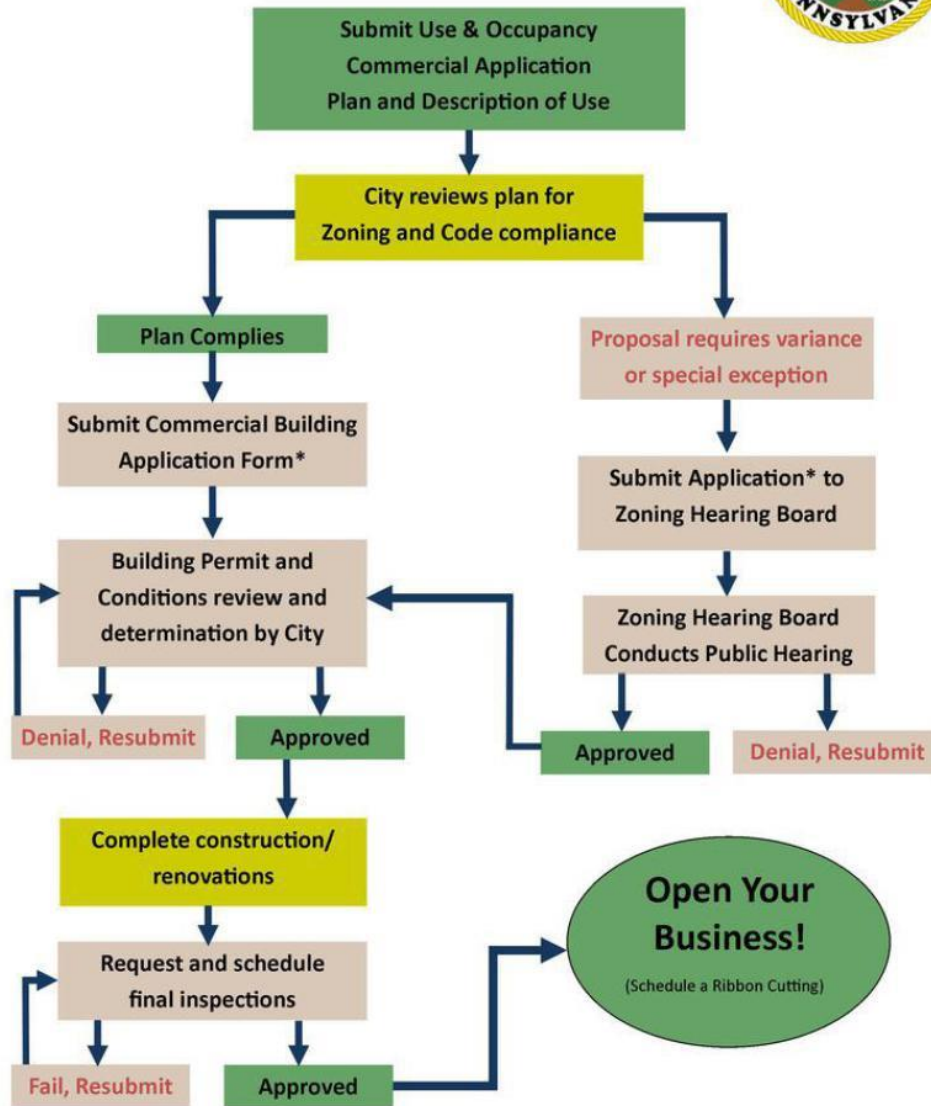 Submit Use & Occupancy
Commercial Application
Plan and Description of Use
City reviews plan for
Zoning and Code compliance
Plan Complies
Submit Commercial Building
Application Form*
Building Permit and
Conditions review and
determination by City
Denial, Resubmit
Approved
Proposal requires variance
or special exception
Submit Application* to
Zoning Hearing Board
Zoning Hearing Board
Conducts Public Hearing
Approved
Denial, Resubmit
Complete construction/
renovations
Request and schedule
final inspections
Fail, Resubmit
Approved
Open Your
Business!
(Schedule a Ribbon Cutting)